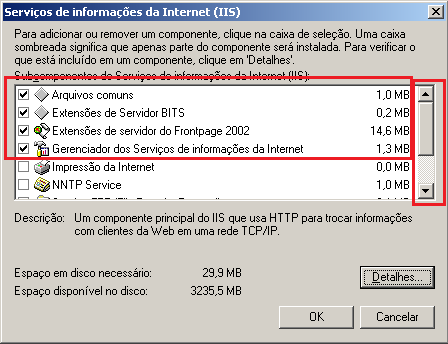 Serviços de informações da Internet (IIS)
Para adicionar ou remover um componente, clique na caixa de seleção. Uma caixa
sombreada significa que apenas parte do componente será instalada. Para verificar o
que está incluído em um componente, clique em 'Detalhes'.
Subcomponentes de Serviços de informações da Internet (IIS):
Arquivos comuns 1,0 MB
Extensões de Servidor BITS 0,2 MB
Extensões de servidor do Frontpage 2002 14,6 MB
Gerenciador dos Serviços de informações da Internet 1,3 MB
Impressão da Internet 0,0 MB
NNTP Service 1,0 MB
Descrição: Um componente principal do IIS que usa HTTP para trocar informações
com clientes da Web em uma rede TCP/IP.
Espaço em disco necessário: 29,9 MB
Espaço disponível no disco: 3235,5 MB
Detalhes...
OK Cancelar